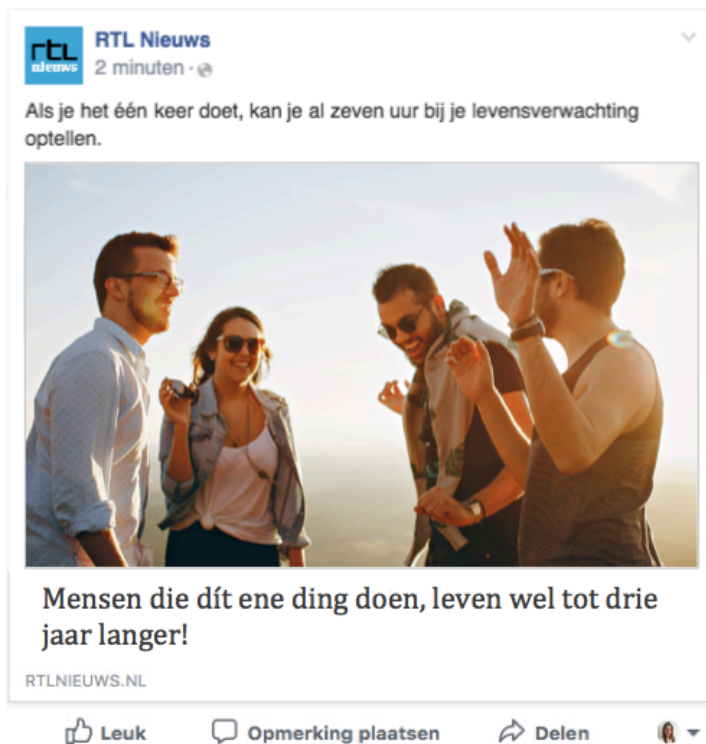 rtl
nieuws
RTL Nieuws
2 minuten ·
Als je het één keer doet, kan je al zeven uur bij je levensverwachting
optellen.
Mensen die dít ene ding doen, leven wel tot drie
jaar langer!
RTLNIEUWS.NL
Leuk
Opmerking plaatsen
Delen